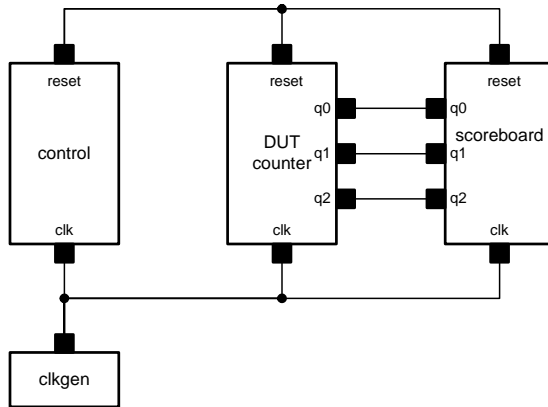 reset
reset
reset
q0
q0
control
DUT
counter
scoreboard
q1
q1
q2
q2
clk
clk
clk
clkgen